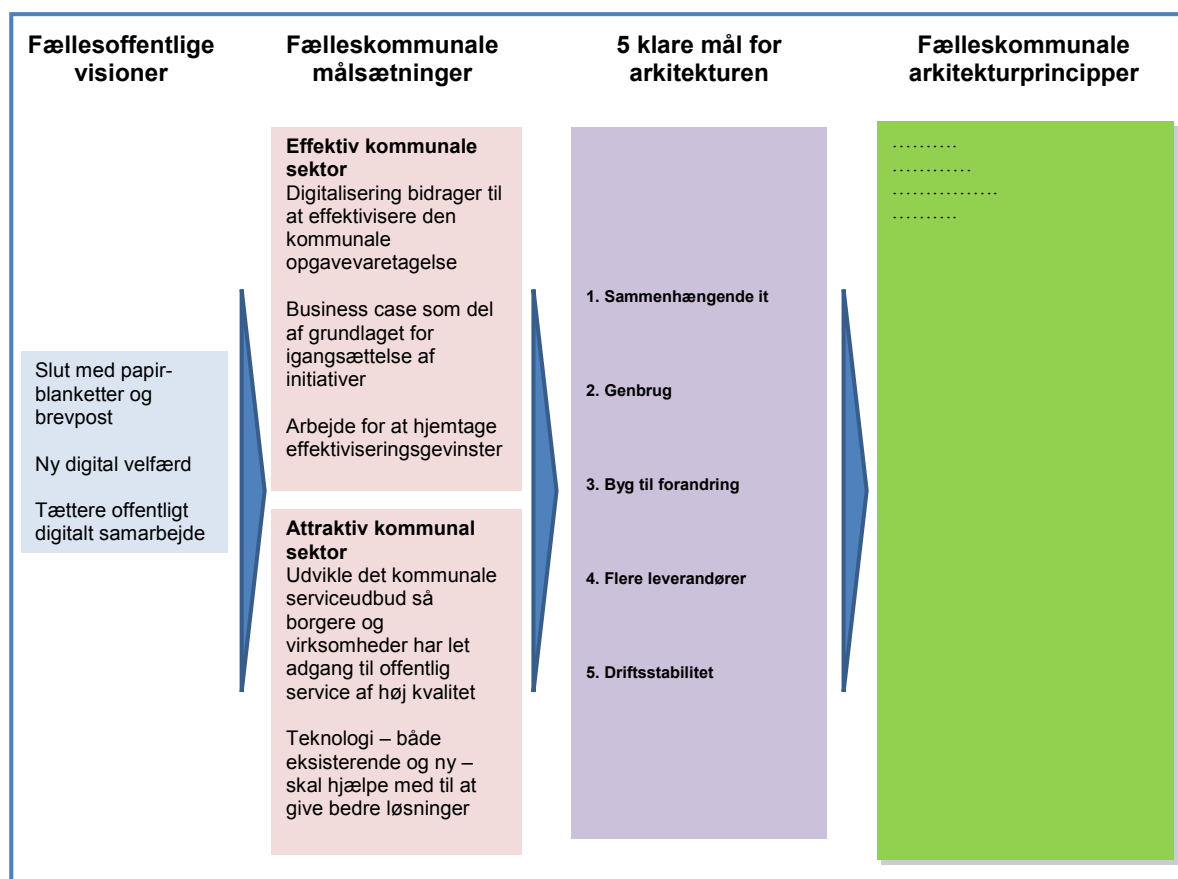 Fællesoffentlige
visioner
Fælleskommunale
målsætninger
5 klare mål for
arkitekturen
Fælleskommunale
arkitekturprincipper
Slut med papir-
blanketter og
brevpost
Ny digital velfærd
Tættere offentligt
digitalt samarbejde
Effektiv kommunale
sektor
Digitalisering bidrager til
at effektivisere den
kommunale
opgavevaretagelse
Business case som del
af grundlaget for
igangsættelse af
initiativer
Arbejde for at hjemtage
effektiviseringsgevinster
Attraktiv kommunal
sektor
Udvikle det kommunale
serviceudbud så
borgere og
virksomheder har let
adgang til offentlig
service af høj kvalitet
Teknologi – både
eksisterende og ny –
skal hjælpe med til at
give bedre løsninger
1. Sammenhængende it
2. Genbrug
3. Byg til forandring
4. Flere leverandører
5. Driftsstabilitet
..........
............
................
..........